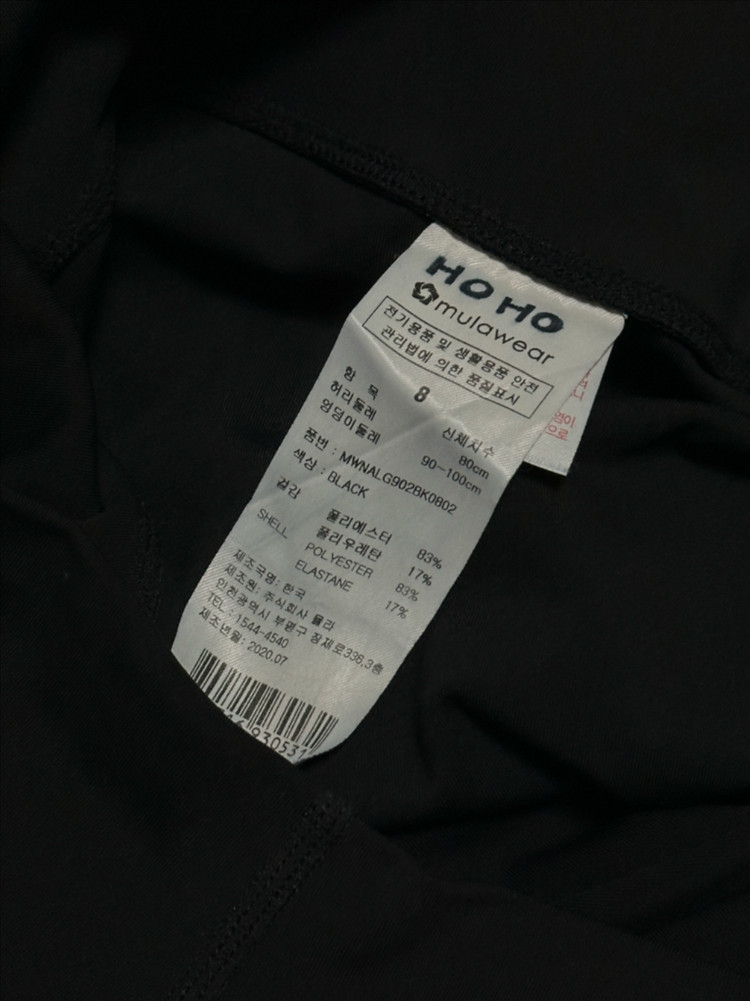 HOHO
mulawear
전기용품 및 생활용품 안전
관리법에 의한 품질표시
8
항 목 신체치수
허리둘레 80cm
엉덩이둘레 90-100cm
품번 : MWNALG902BK0802
색상 : BLACK
겉감 폴리에스터 83%
폴리우레탄 17%
SHELL POLYESTER 83%
ELASTANE 17%
제조국명: 한국
제조원: 주식회사 뮬라
인천광역시 부평구 장제로336,3층
TEL : 1544-4540
제조년월: 2020.07
930531